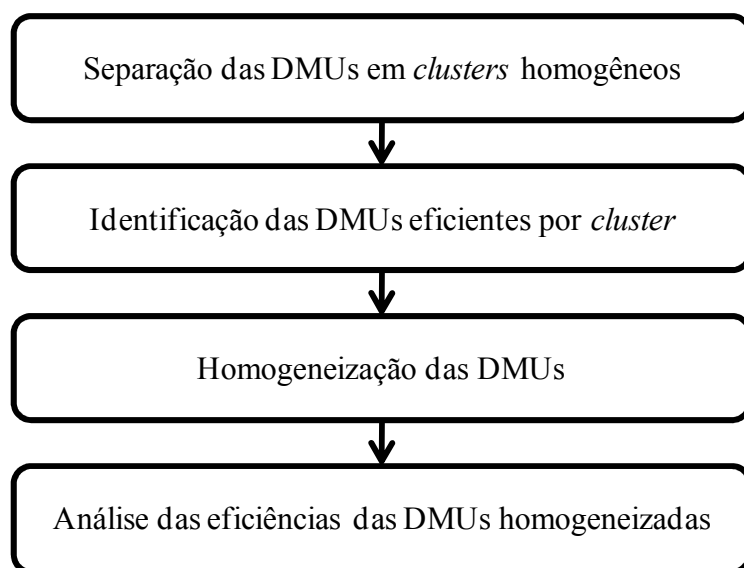 Separação das DMUs em clusters homogêneos
Identificação das DMUs eficientes por cluster
Homogeneização das DMUs
Análise das eficiências das DMUs homogeneizadas